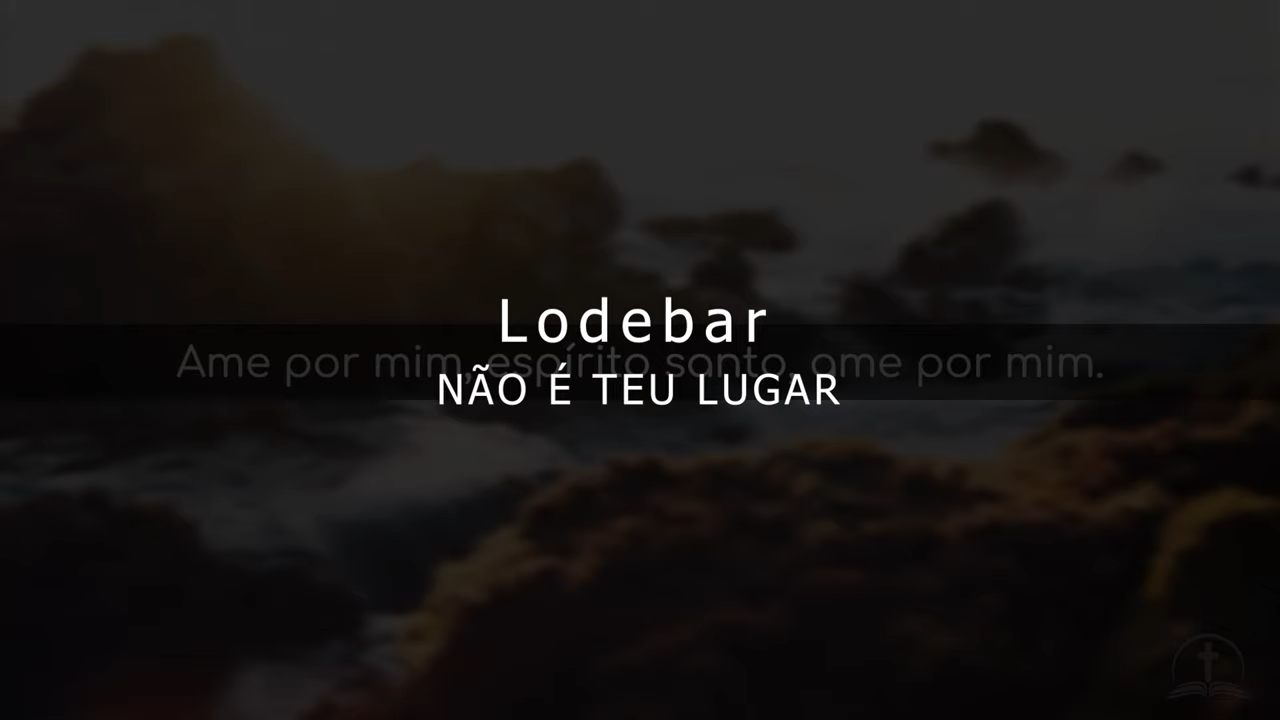 Lodebar
Ame por mim, espírito santo, ame por mim.
NÃO É TEU LUGAR